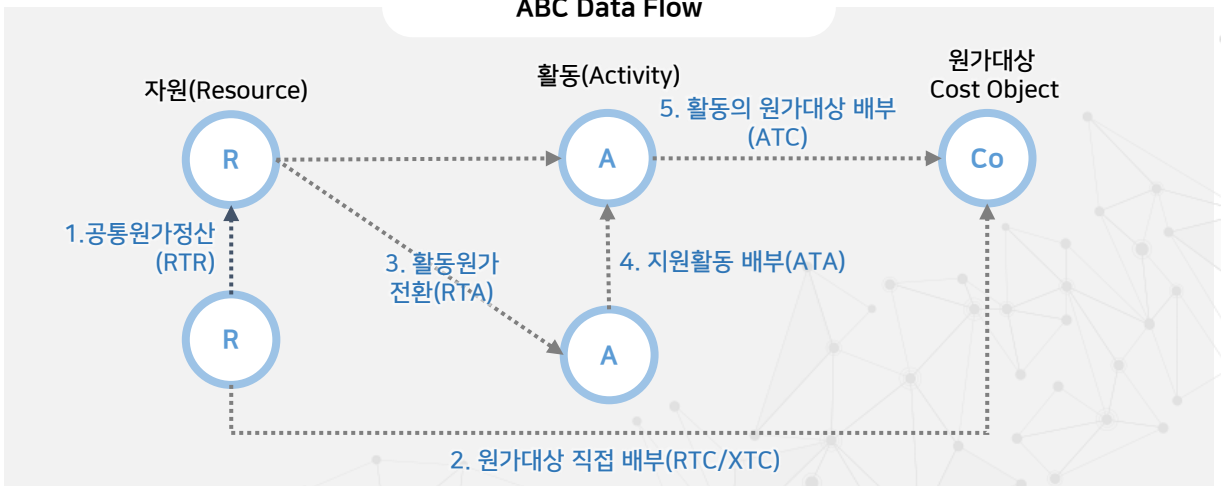 ABC Data Flow
자원(Resource)
활동(Activity)
원가대상
Cost Object
5. 활동의 원가대상 배부
(ATC)
R
A
Co
1.공통원가정산
(RTR)
3. 활동원가
전환(RTA)
4. 지원활동 배부(ATA)
R
A
2. 원가대상 직접 배부(RTC/XTC)